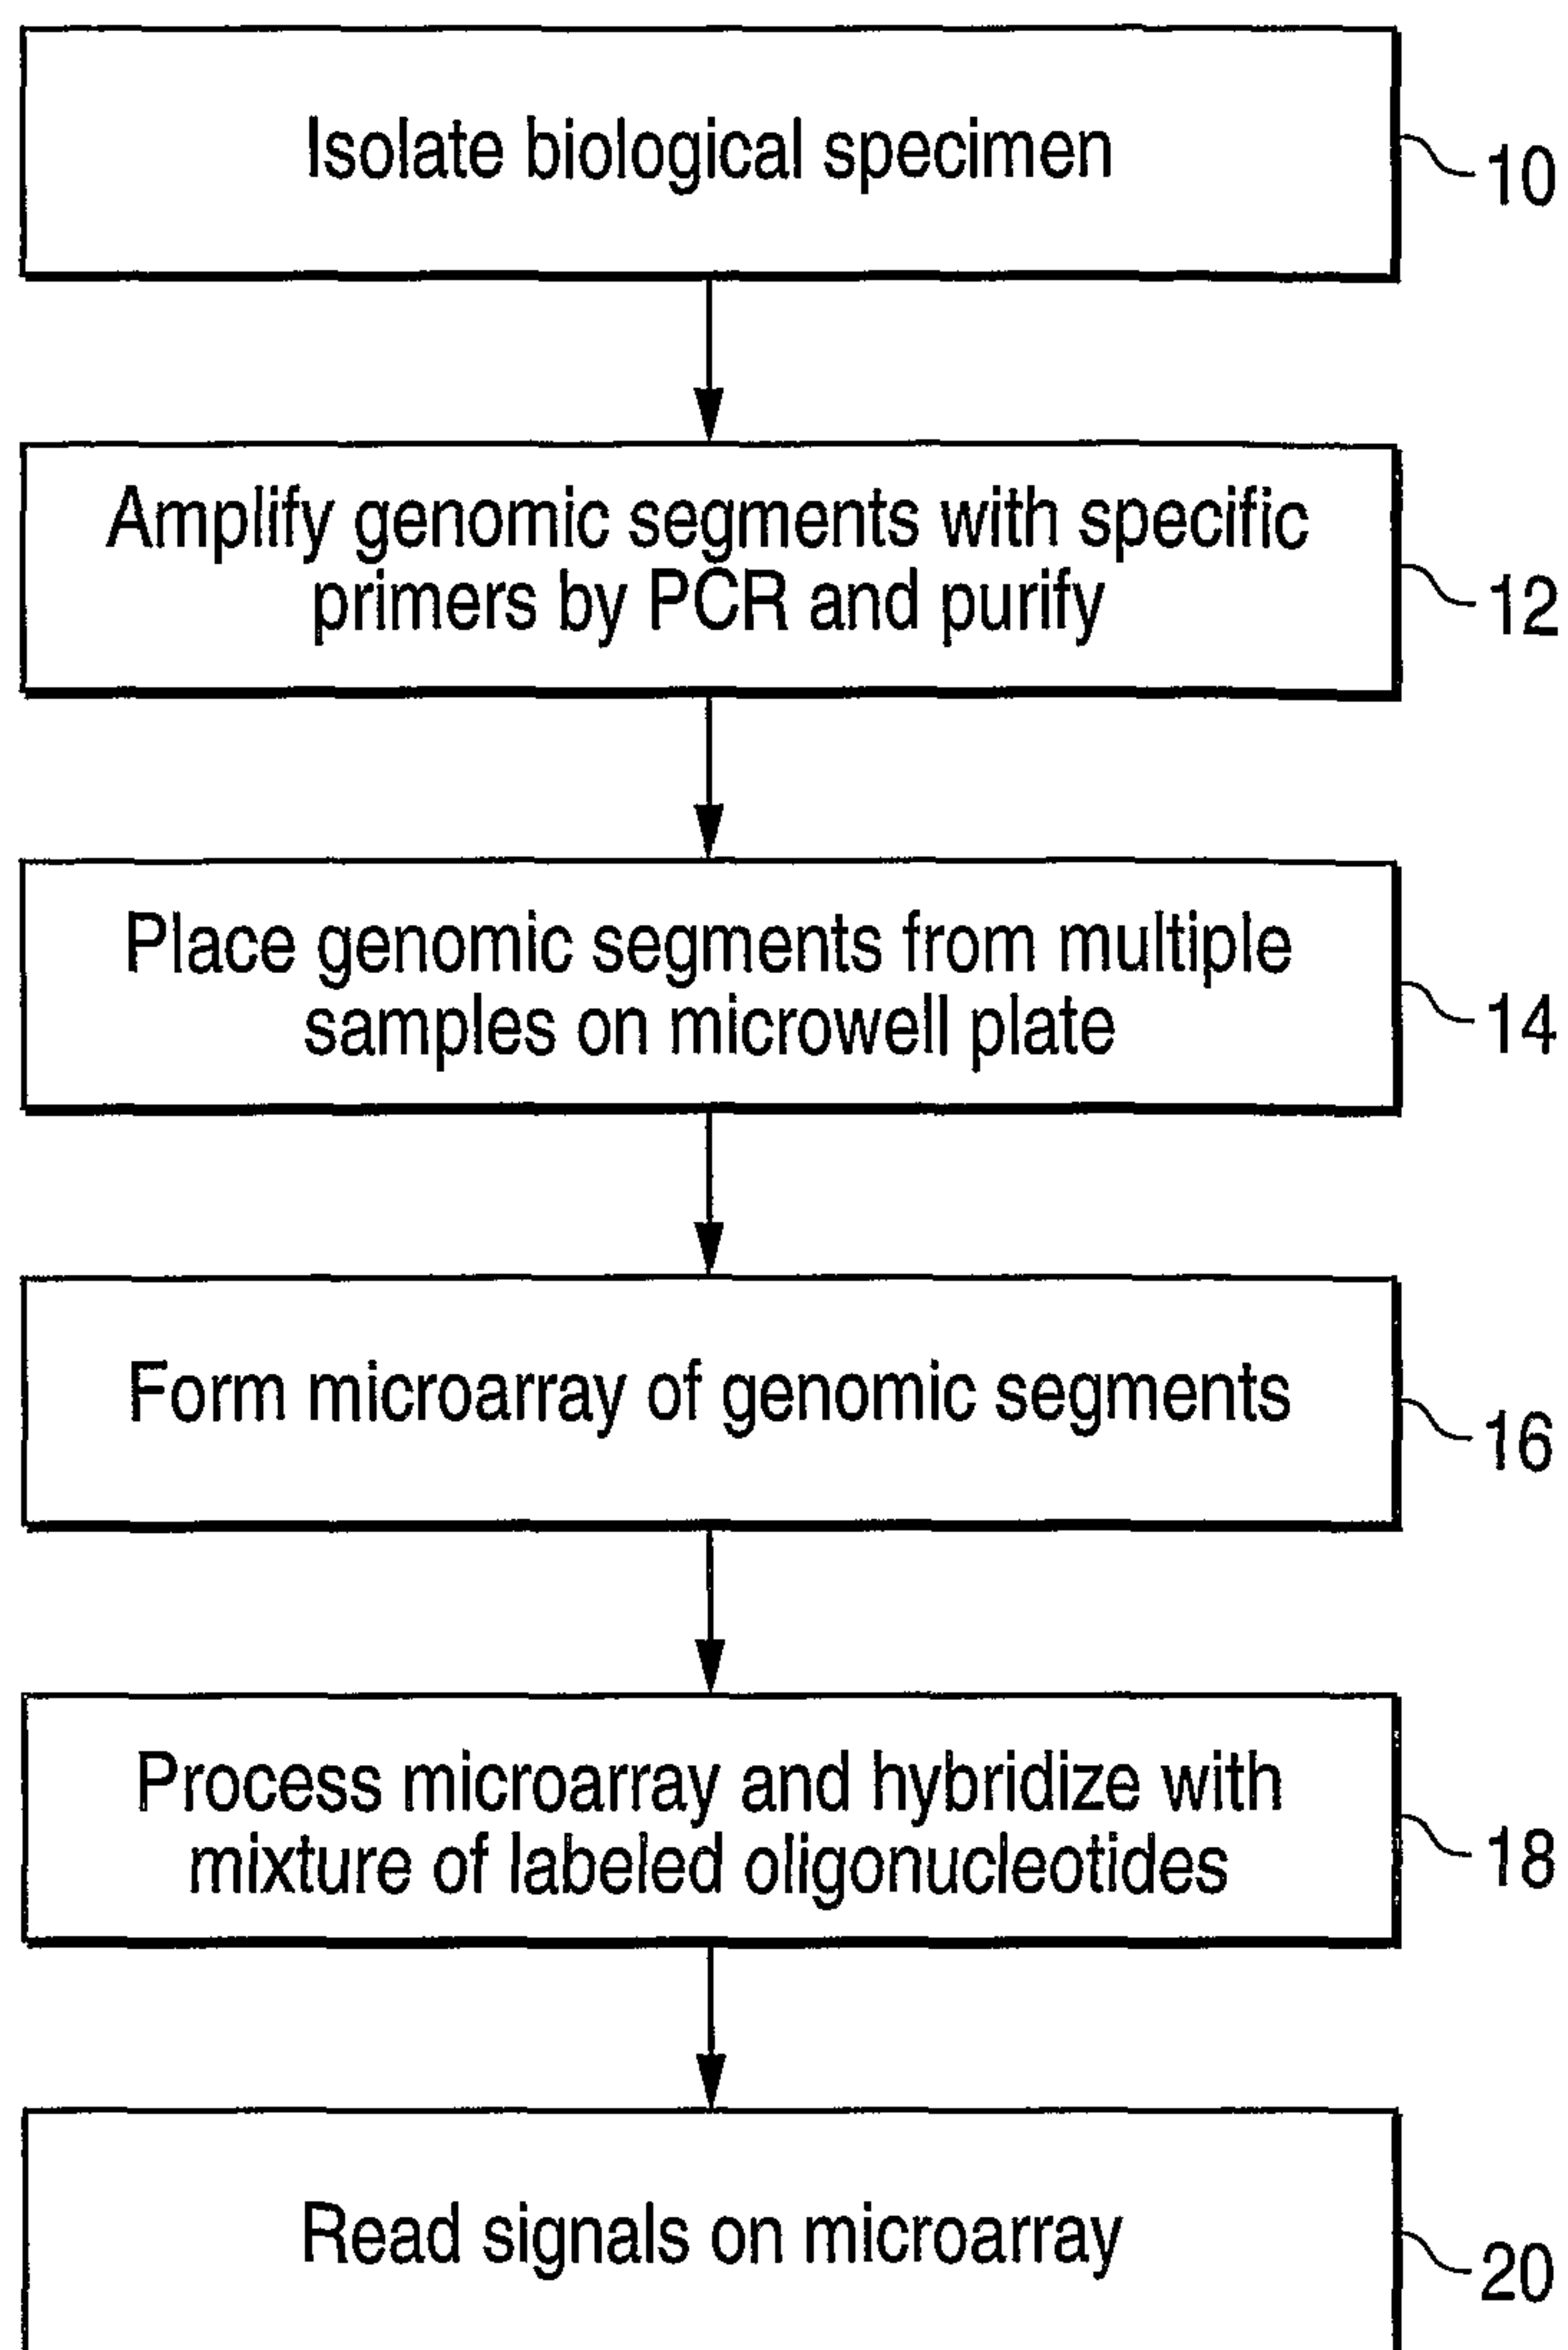 Isolate biological specimen
10
Amplify genomic segments with specific
primers by PCR and purify
12
Place genomic segments from multiple
samples on microwell plate
14
Form microarray of genomic segments
16
Process microarray and hybridize with
mixture of labeled oligonucleotides
18
Read signals on microarray
20